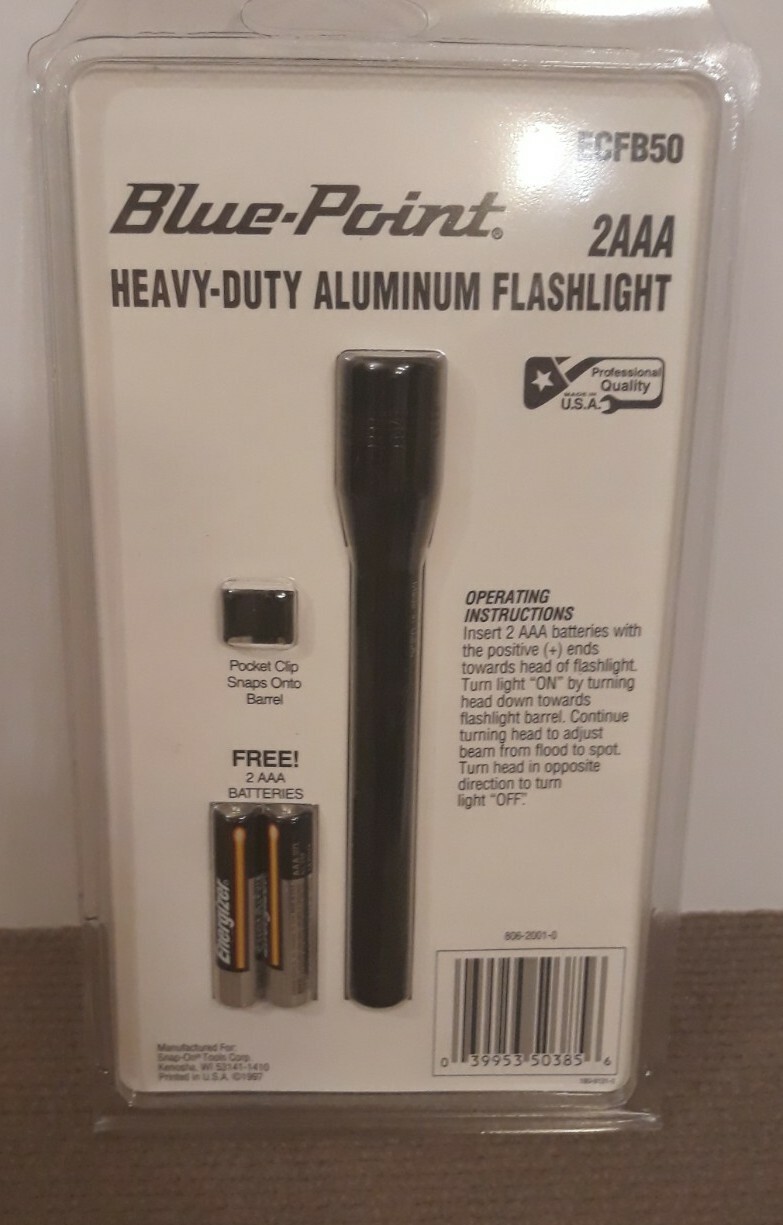 ECFB50
Blue-Point®
2AAA
HEAVY-DUTY ALUMINUM FLASHLIGHT
Professional
Quality
MADE IN
U.S.A.
OPERATING
INSTRUCTIONS
Insert 2 AAA batteries with
the positive (+) ends
towards head of flashlight.
Turn light “ON” by turning
head down towards
flashlight barrel. Continue
turning head to adjust
beam from flood to spot.
Turn head in opposite
direction to turn
light “OFF.”
Pocket Clip
Snaps Onto
Barrel
FREE!
2 AAA
BATTERIES
Energizer
806-2001-0
0 39953 50385 6
Manufactured For:
Snap-On® Tools Corp.
Kenosha, WI 53141-1410
Printed in U.S.A. ©1997